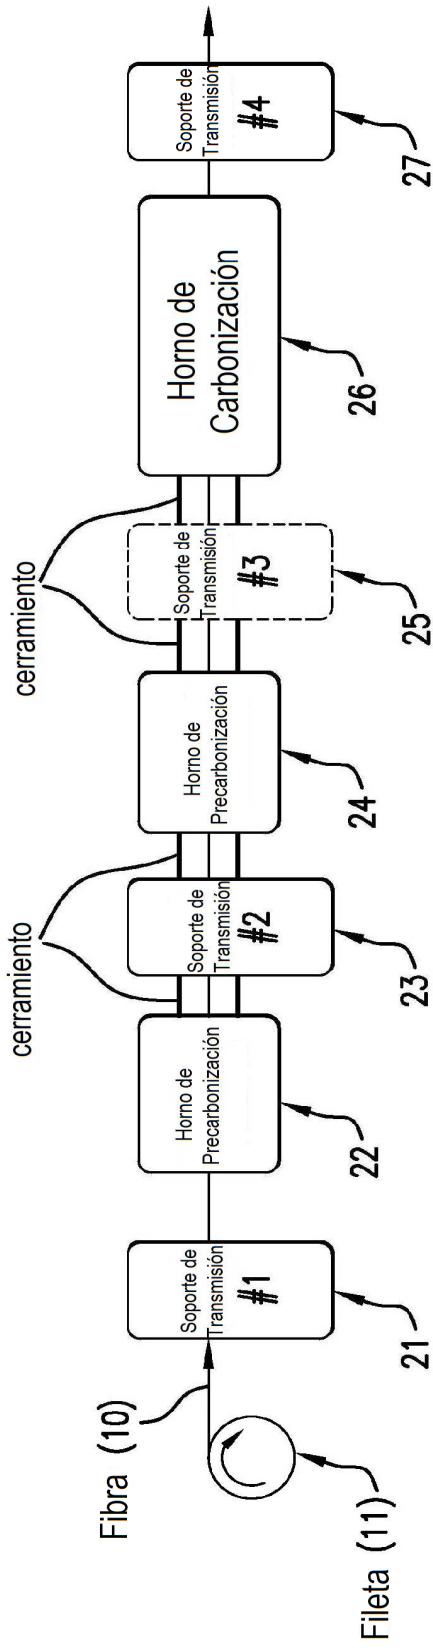 Fibra (10)
Fileta (11)
Soporte de
Transmisión
#1
21
Horno de
Precarbonización
22
cerramiento
Soporte de
Transmisión
#2
23
Horno de
Precarbonización
24
cerramiento
Soporte de
Transmisión
#3
25
Horno de
Carbonización
26
Soporte de
Transmisión
#4
27